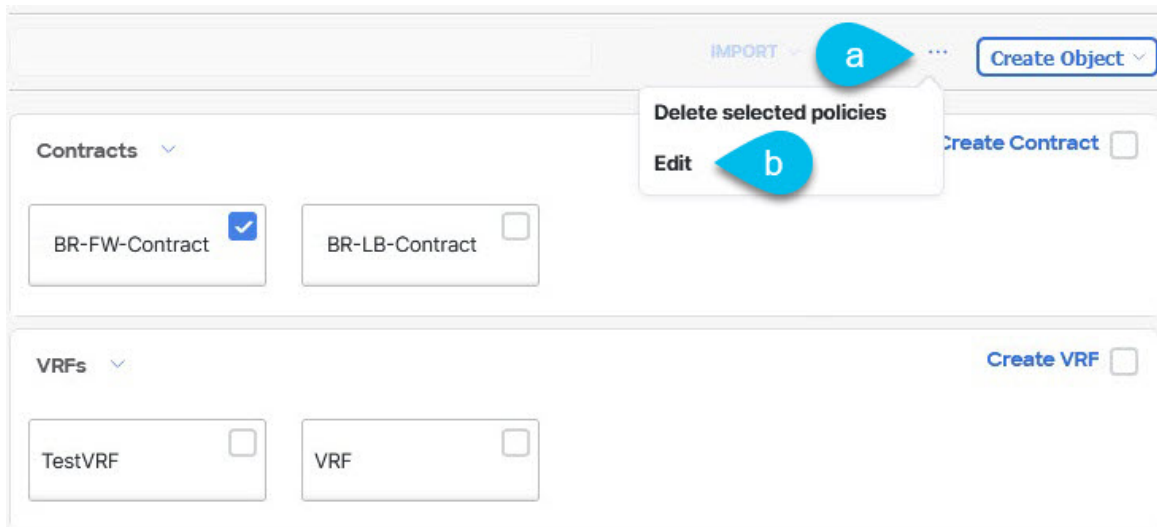 IMPORT a ... Create Object
Delete selected policies
Contracts Create Contract
Edit b
BR-FW-Contract BR-LB-Contract
VRFs Create VRF
TestVRF VRF